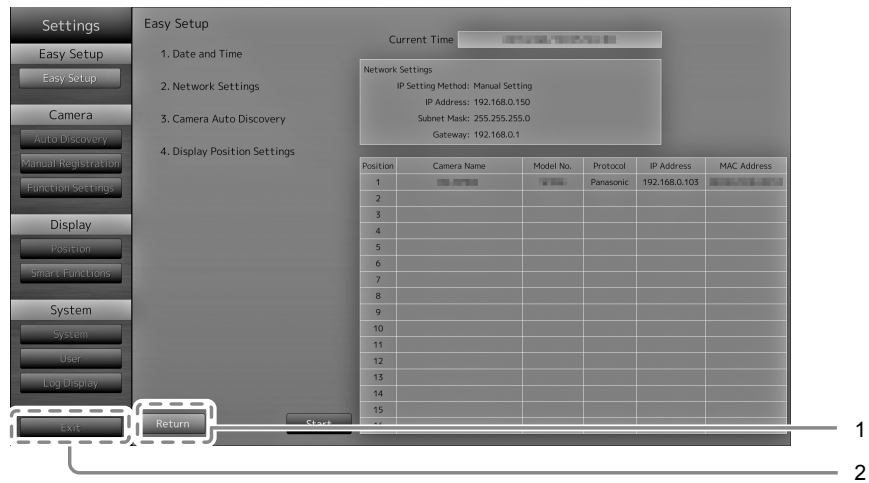 Settings
Easy Setup
Easy Setup
Camera
Auto Discovery
Manual Registration
Function Settings
Display
Position
Smart Functions
System
System
User
Log Display
Exit
Easy Setup
1. Date and Time
2. Network Settings
3. Camera Auto Discovery
4. Display Position Settings
Return
Start
Current Time
Network Settings
IP Setting Method: Manual Setting
IP Address: 192.168.0.150
Subnet Mask: 255.255.255.0
Gateway: 192.168.0.1
Position Camera Name Model No. Protocol IP Address MAC Address
1 Panasonic 192.168.0.103
2
3
4
5
6
7
8
9
10
11
12
13
14
15
1
2